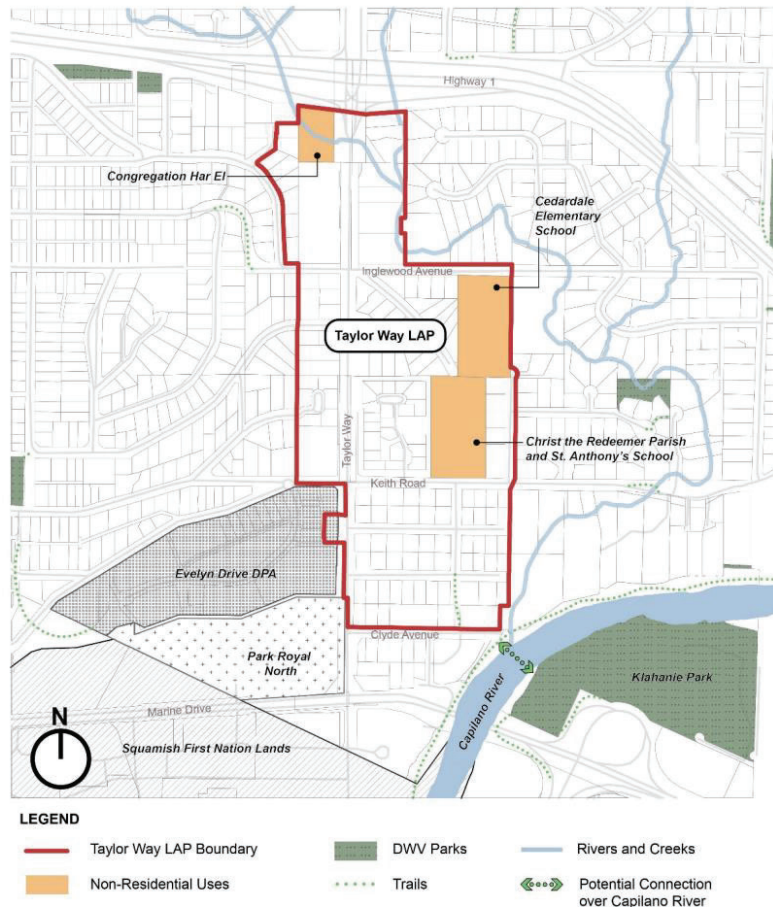 Highway 1
Congregation Har El
Cedardale
Elementary
School
Inglewood Avenue
Taylor Way LAP
Taylor Way
Christ the Redeemer Parish
and St. Anthony's School
Keith Road
Evelyn Drive DPA
Clyde Avenue
Park Royal
North
Klahanie Park
Capilano River
Marine Drive
N
Squamish First Nation Lands
LEGEND
Taylor Way LAP Boundary
DWV Parks
Rivers and Creeks
Non-Residential Uses
Trails
Potential Connection
over Capilano River